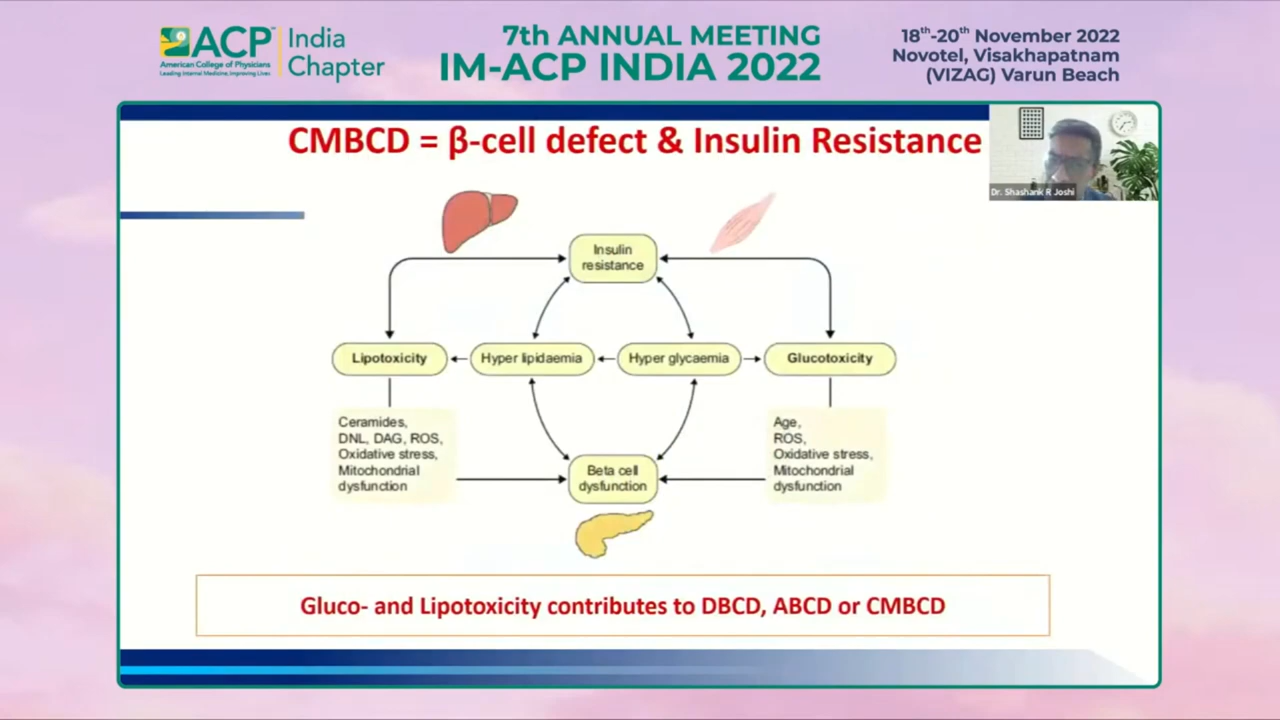 ACP
American College of Physicians
Leading Internal Medicine, Improving Lives
India
Chapter
7th ANNUAL MEETING
IM-ACP INDIA 2022
18th-20th November 2022
Novotel, Visakhapatnam
(VIZAG) Varun Beach
CMBCD = β-cell defect & Insulin Resistance
Dr. Shashank R Joshi
Insulin
resistance
Lipotoxicity
Hyper lipidaemia
Hyper glycaemia
Glucotoxicity
Ceramides,
DNL, DAG, ROS,
Oxidative stress,
Mitochondrial
dysfunction
Age,
ROS,
Oxidative stress,
Mitochondrial
dysfunction
Beta cell
dysfunction
Gluco- and Lipotoxicity contributes to DBCD, ABCD or CMBCD